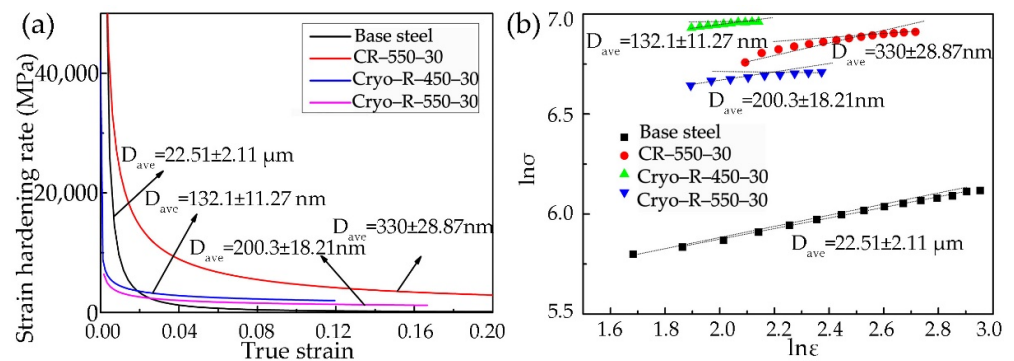 (a)
Strain hardening rate (MPa)
40,000
20,000
0
Base steel
CR–550–30
Cryo–R–450–30
Cryo–R–550–30
Dave=22.51±2.11 μm
Dave=132.1±11.27 nm
Dave=330±28.87nm
Dave=200.3±18.21nm
0.00 0.04 0.08 0.12 0.16 0.20
True strain
(b)
lnσ
7.0
6.5
6.0
5.5
Dave=132.1±11.27 nm
Dave=330±28.87nm
Dave=200.3±18.21nm
Base steel
CR–550–30
Cryo–R–450–30
Cryo–R–550–30
Dave=22.51±2.11 μm
1.6 1.8 2.0 2.2 2.4 2.6 2.8 3.0
lnε